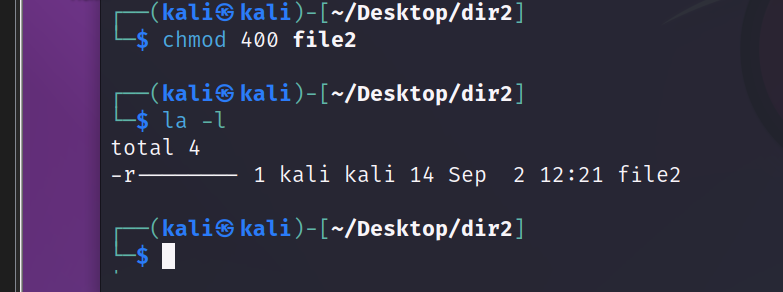 ┌──(kali㉿kali)-[~/Desktop/dir2]
└─$ chmod 400 file2
┌──(kali㉿kali)-[~/Desktop/dir2]
└─$ la -l
total 4
-r-------- 1 kali kali 14 Sep  2 12:21 file2
┌──(kali㉿kali)-[~/Desktop/dir2]
└─$